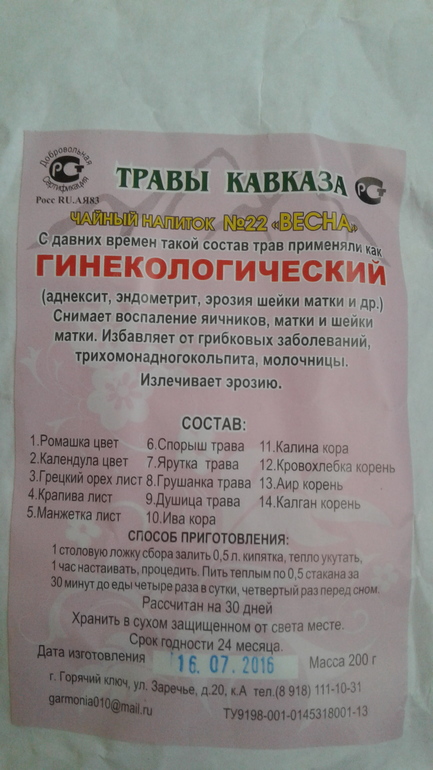 Добровольная
Сертификация
РСТ
Росс RU.АЯ83
ТРАВЫ КАВКАЗА
РСТ
ЧАЙНЫЙ НАПИТОК №22 «ВЕСНА»
С давних времен такой состав трав применяли как
ГИНЕКОЛОГИЧЕСКИЙ
(аднексит, эндометрит, эрозия шейки матки и др.)
Снимает воспаление яичников, матки и шейки
матки. Избавляет от грибковых заболеваний,
трихомонадногокольпита, молочницы.
Излечивает эрозию.
СОСТАВ:
1.Ромашка цвет 6.Спорыш трава 11.Калина кора
2.Календула цвет 7.Ярутка трава 12.Кровохлебка корень
3.Грецкий орех лист 8.Грушанка трава 13.Аир корень
4.Крапива лист 9.Душица трава 14.Калган корень
5.Манжетка лист 10.Ива кора
СПОСОБ ПРИГОТОВЛЕНИЯ:
1 столовую ложку сбора залить 0,5 л. кипятка, тепло укутать,
1 час настаивать, процедить. Пить теплым по 0,5 стакана за
30 минут до еды четыре раза в сутки, четвертый раз перед сном.
Рассчитан на 30 дней
Хранить в сухом защищенном от света месте.
Срок годности 24 месяца.
Дата изготовления 16. 07. 2016 Масса 200 г
г. Горячий ключ, ул. Заречье, д.20, к.А тел.(8 918) 111-10-31
garmonia010@mail.ru ТУ9198-001-0145318001-13